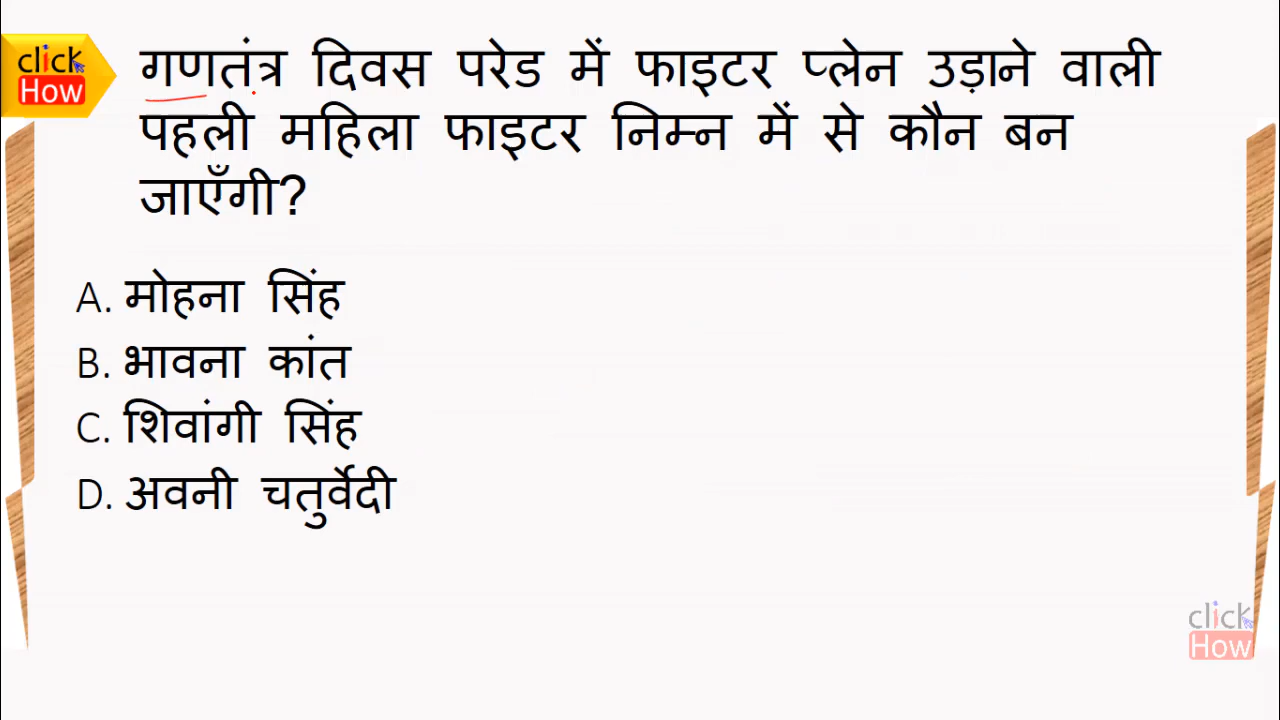 click
How
गणतंत्र दिवस परेड में फाइटर प्लेन उड़ाने वाली
पहली महिला फाइटर निम्न में से कौन बन
जाएँगी?
A. मोहना सिंह
B. भावना कांत
C. शिवांगी सिंह
D. अवनी चतुर्वेदी
click
How